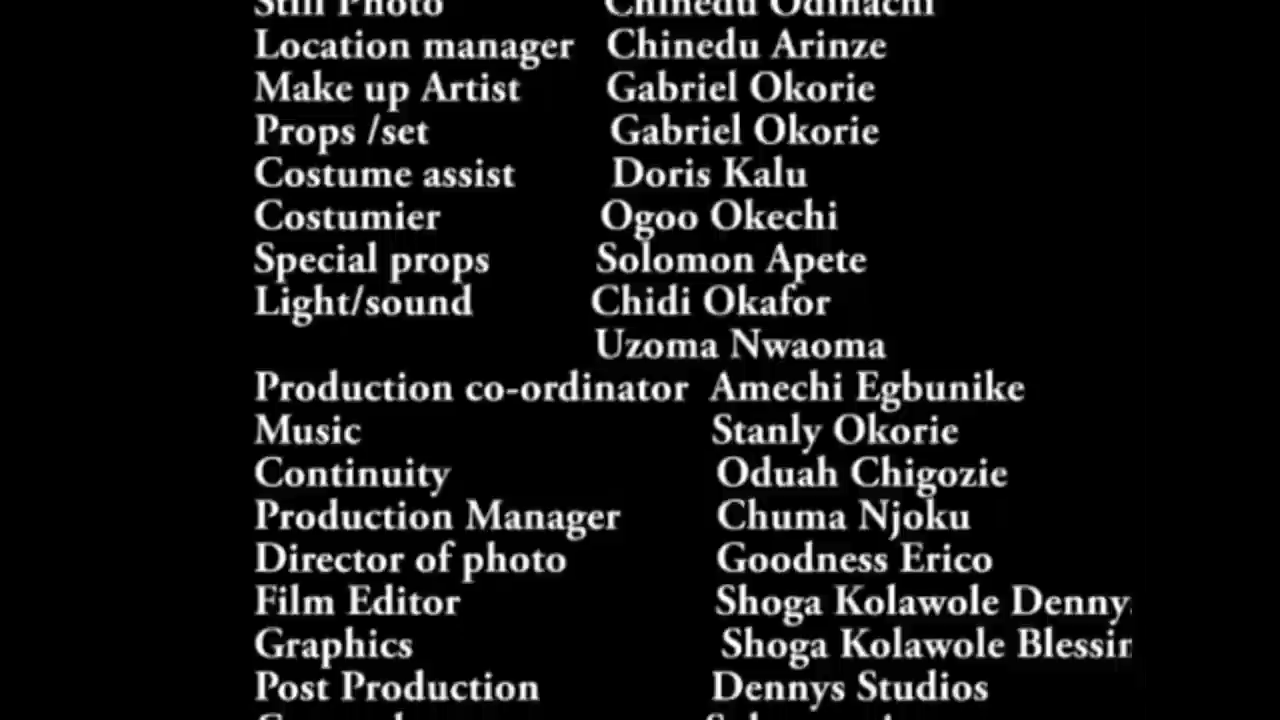 Still Photo Chinedu Odinachi
Location manager Chinedu Arinze
Make up Artist Gabriel Okorie
Props /set Gabriel Okorie
Costume assist Doris Kalu
Costumier Ogoo Okechi
Special props Solomon Apete
Light/sound Chidi Okafor
Uzoma Nwaoma
Production co-ordinator Amechi Egbunike
Music Stanly Okorie
Continuity Oduah Chigozie
Production Manager Chuma Njoku
Director of photo Goodness Erico
Film Editor Shoga Kolawole Denny
Graphics Shoga Kolawole Blessin
Post Production Dennys Studios